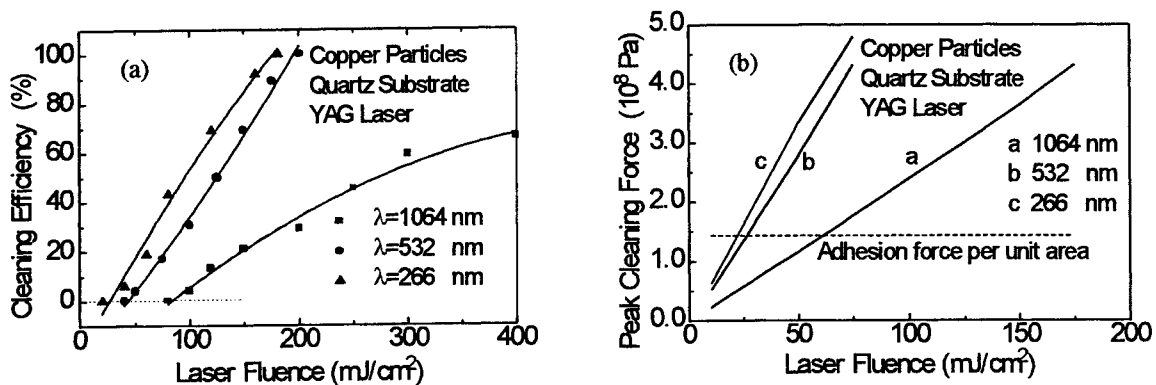 (a)
Copper Particles
Quartz Substrate
YAG Laser
λ=1064 nm
λ=532 nm
λ=266 nm
Cleaning Efficiency (%)
100
80
60
40
20
0
0 100 200 300 400
Laser Fluence (mJ/cm²)
(b)
Copper Particles
Quartz Substrate
YAG Laser
a 1064 nm
b 532 nm
c 266 nm
c
b
a
Adhesion force per unit area
Peak Cleaning Force (10⁸ Pa)
5.0
4.0
3.0
2.0
1.0
0.0
0 50 100 150 200
Laser Fluence (mJ/cm²)